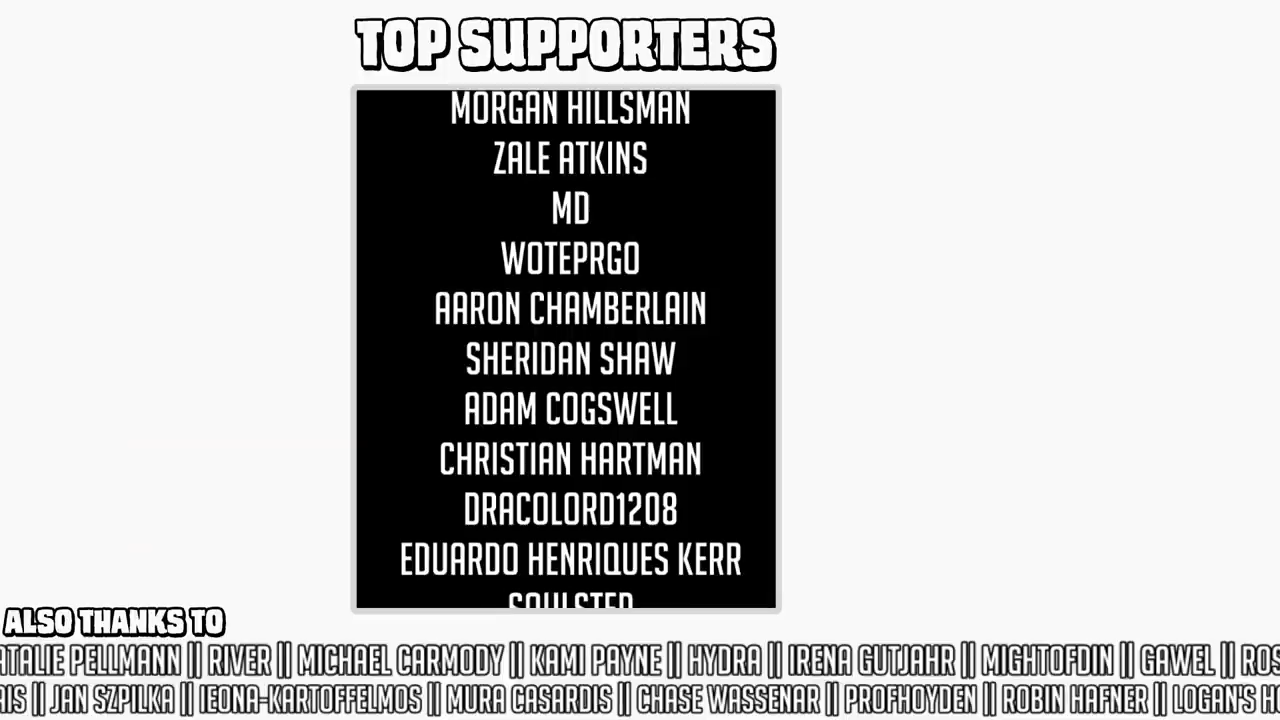 TOP SUPPORTERS
MORGAN HILLSMAN
ZALE ATKINS
MD
WOTEPRGO
AARON CHAMBERLAIN
SHERIDAN SHAW
ADAM COGSWELL
CHRISTIAN HARTMAN
DRACOLORD1208
EDUARDO HENRIQUES KERR
ALSO THANKS TO
PELLMANN || RIVER || MICHAEL CARMODY || KAMI PAYNE || HYDRA || IRENA GUTJAHR || MIGHTOFDIN || GAWEL ||
|| JAN SZPILKA || IEONA-KARTOFFELMOS || MURA CASARDIS || CHASE WASSENAR || PROFHOYDEN || ROBIN HAFNER || LOGAN'S